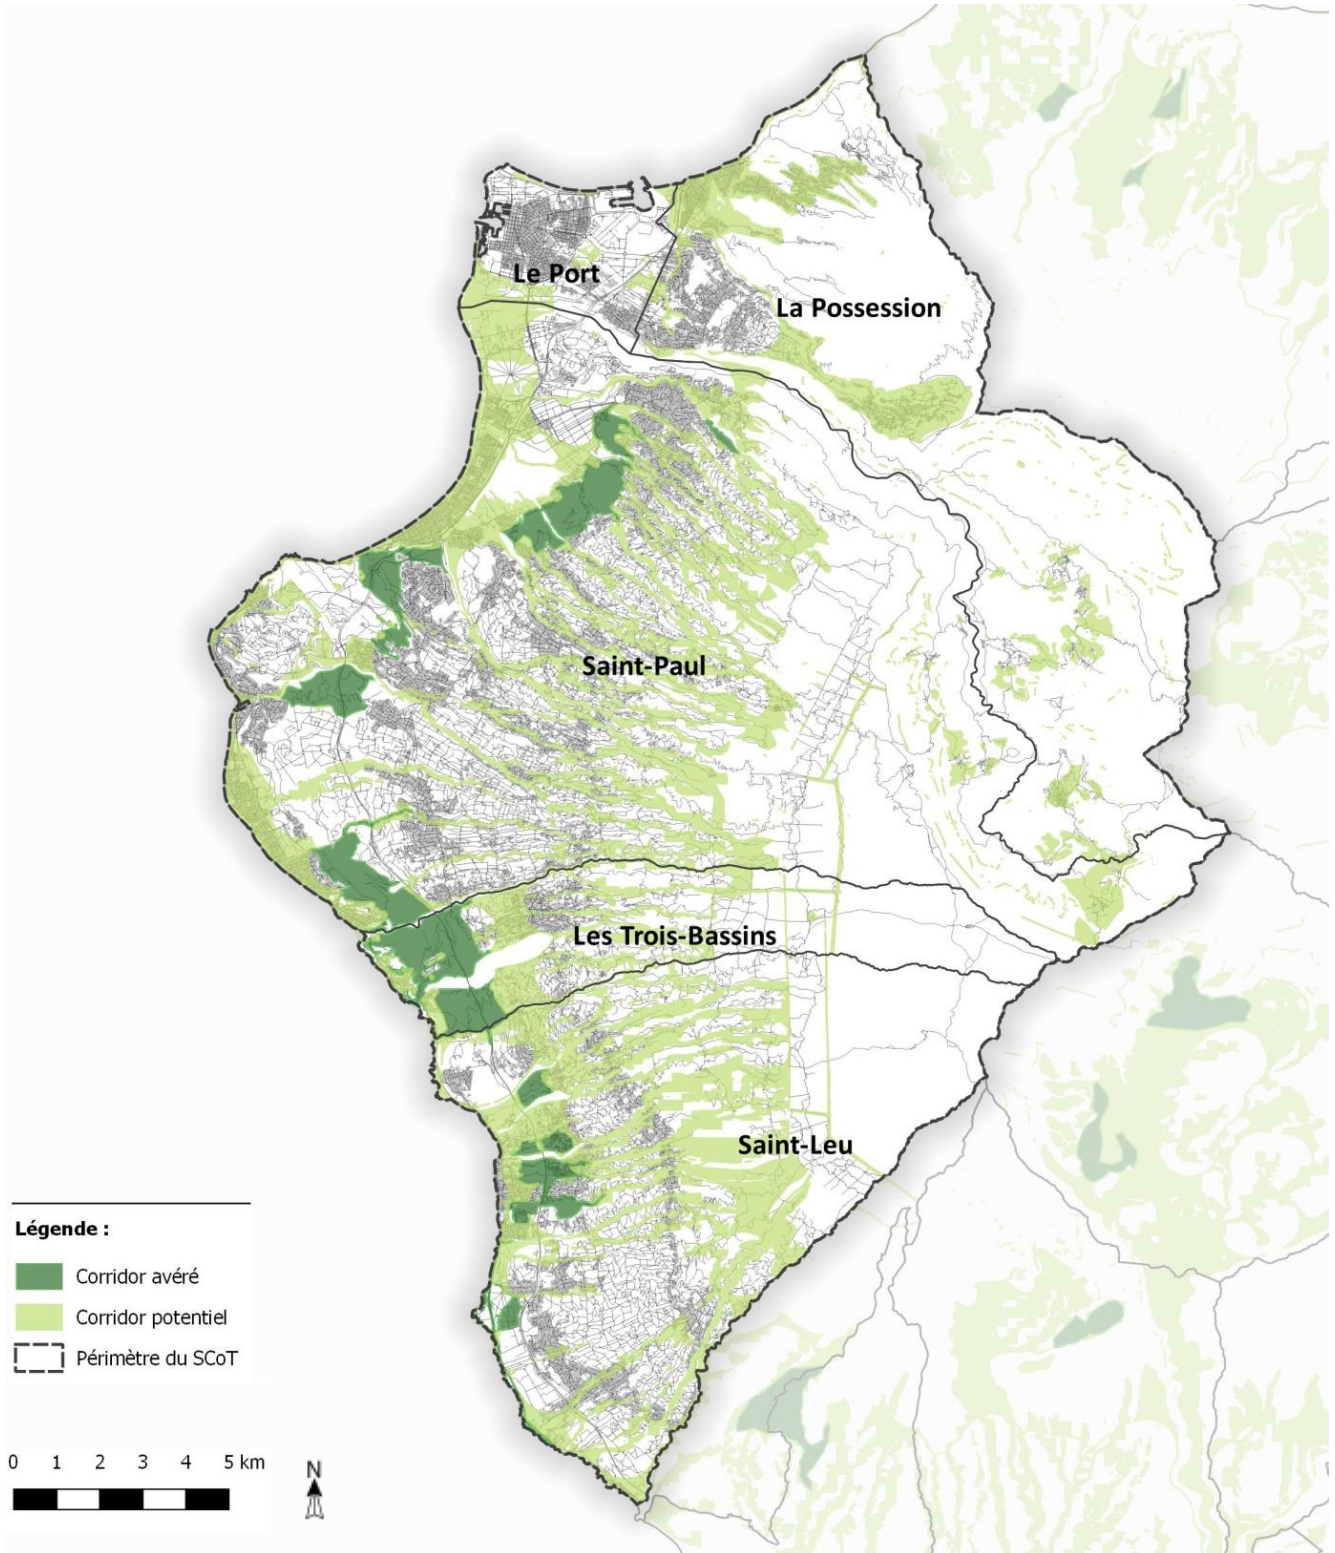 Le Port
La Possession
Saint-Paul
Les Trois-Bassins
Saint-Leu
Légende :
Corridor avéré
Corridor potentiel
Périmètre du SCoT
0 1 2 3 4 5 km
N